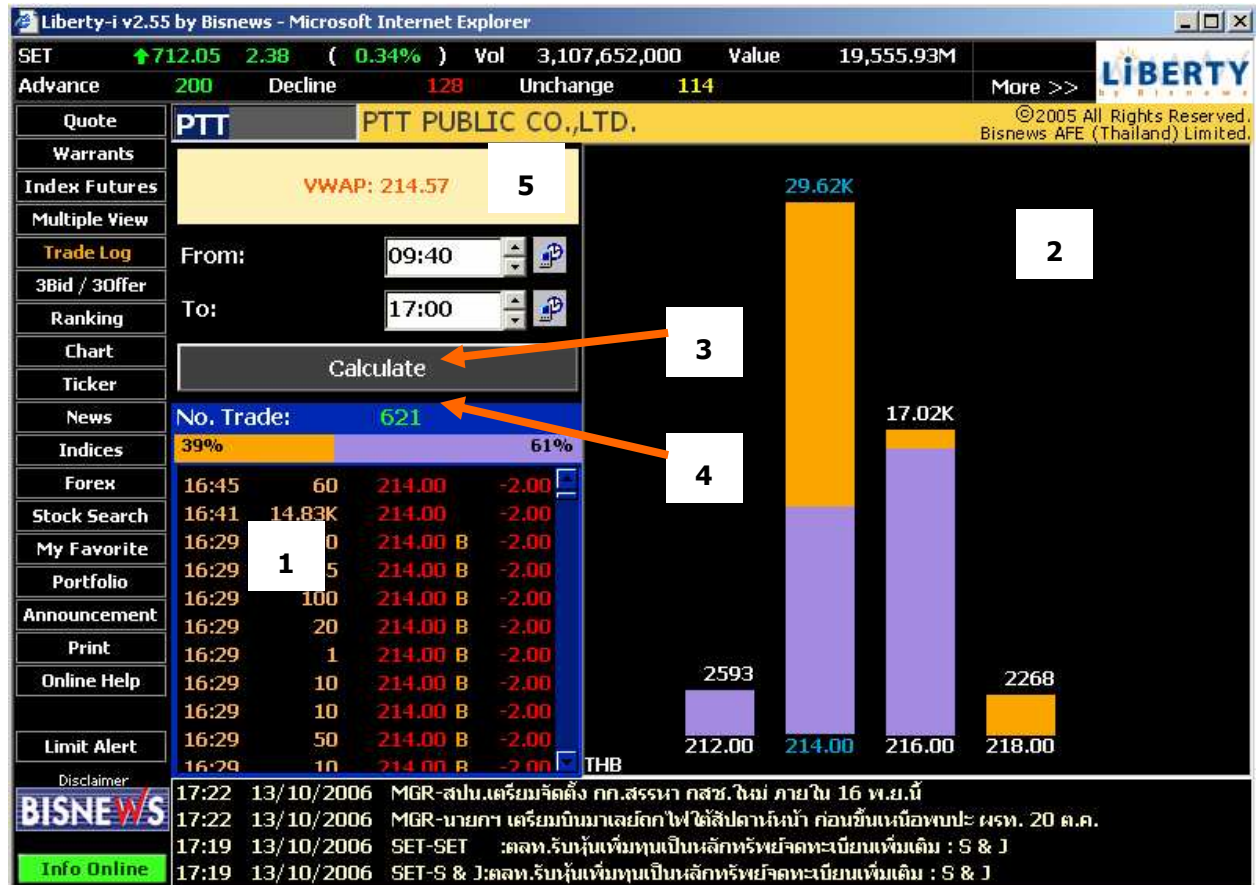 Liberty-i v2.55 by Bisnews - Microsoft Internet Explorer
SET 712.05 2.38 ( 0.34% ) Vol 3,107,652,000 Value 19,555.93M
Advance 200 Decline 128 Unchange 114 More >>
LiBERTY
by Bisnews
Quote
Warrants
Index Futures
Multiple View
Trade Log
3Bid / 3Offer
Ranking
Chart
Ticker
News
Indices
Forex
Stock Search
My Favorite
Portfolio
Announcement
Print
Online Help
Limit Alert
Disclaimer
BISNEWS
Info Online
PTT PTT PUBLIC CO.,LTD.
©2005 All Rights Reserved.
Bisnews AFE (Thailand) Limited.
VWAP: 214.57
5
From: 09:40
To: 17:00
Calculate
3
4
No. Trade: 621
39% 61%
16:45 60 214.00 -2.00
16:41 14.83K 214.00 -2.00
16:29 214.00 B -2.00
16:29 214.00 B -2.00
16:29 100 214.00 B -2.00
16:29 20 214.00 B -2.00
16:29 1 214.00 B -2.00
16:29 10 214.00 B -2.00
16:29 10 214.00 B -2.00
16:29 50 214.00 B -2.00
16:29 10 214.00 B -2.00
1
2
29.62K
17.02K
2593
2268
212.00 214.00 216.00 218.00
THB
17:22 13/10/2006 MGR-สปน.เตรียมจัดตั้ง กก.สรรหา กสช.ใหม่ ภายใน 16 พ.ย.นี้
17:22 13/10/2006 MGR-นายกฯ เตรียมบินมาเลย์ถกไฟใต้สัปดาห์หน้า ก่อนขึ้นเหนือพบปะ ผรท. 20 ต.ค.
17:19 13/10/2006 SET-SET :ตลท.รับหุ้นเพิ่มทุนเป็นหลักทรัพย์จดทะเบียนเพิ่มเติม : S & J
17:19 13/10/2006 SET-S & J:ตลท.รับหุ้นเพิ่มทุนเป็นหลักทรัพย์จดทะเบียนเพิ่มเติม : S & J